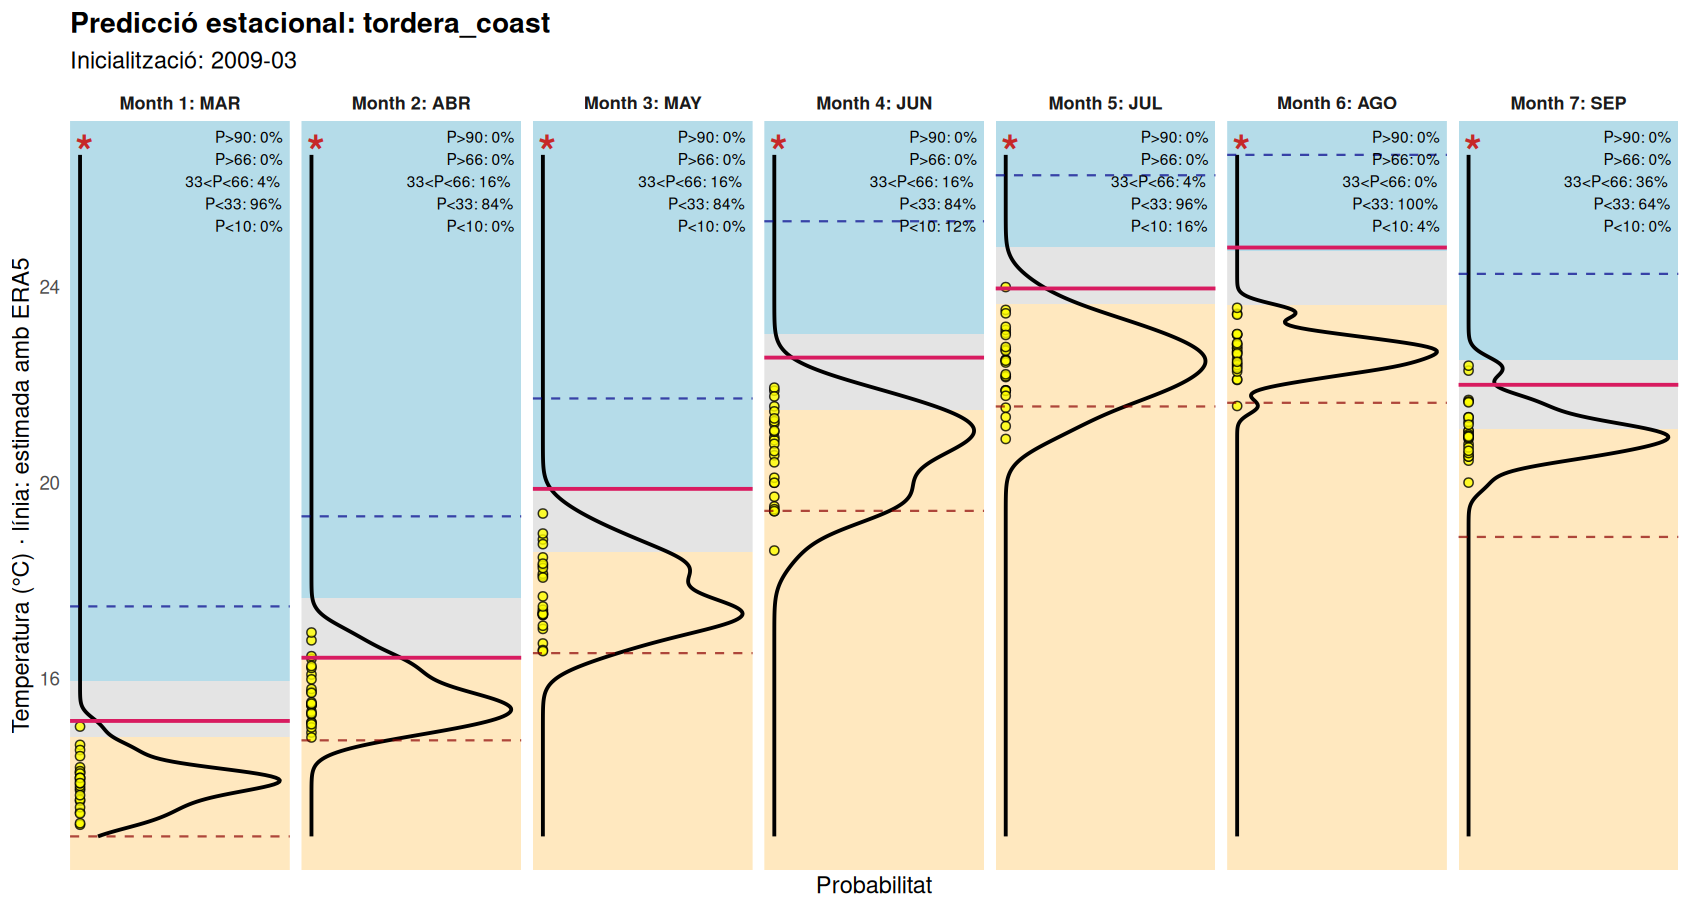 Predicció estacional: tordera_coast
Inicialització: 2009-03
Month 1: MAR
Month 2: ABR
Month 3: MAY
Month 4: JUN
Month 5: JUL
Month 6: AGO
Month 7: SEP
*
P>90: 0%
P>66: 0%
33<P<66: 4%
P<33: 96%
P<10: 0%
*
P>90: 0%
P>66: 0%
33<P<66: 16%
P<33: 84%
P<10: 0%
*
P>90: 0%
P>66: 0%
33<P<66: 16%
P<33: 84%
P<10: 0%
*
P>90: 0%
P>66: 0%
33<P<66: 16%
P<33: 84%
P<10: 12%
*
P>90: 0%
P>66: 0%
33<P<66: 4%
P<33: 96%
P<10: 16%
*
P>90: 0%
P>66: 0%
33<P<66: 0%
P<33: 100%
P<10: 4%
*
P>90: 0%
P>66: 0%
33<P<66: 36%
P<33: 64%
P<10: 0%
Temperatura (°C) · línia: estimada amb ERA5
24
20
16
Probabilitat